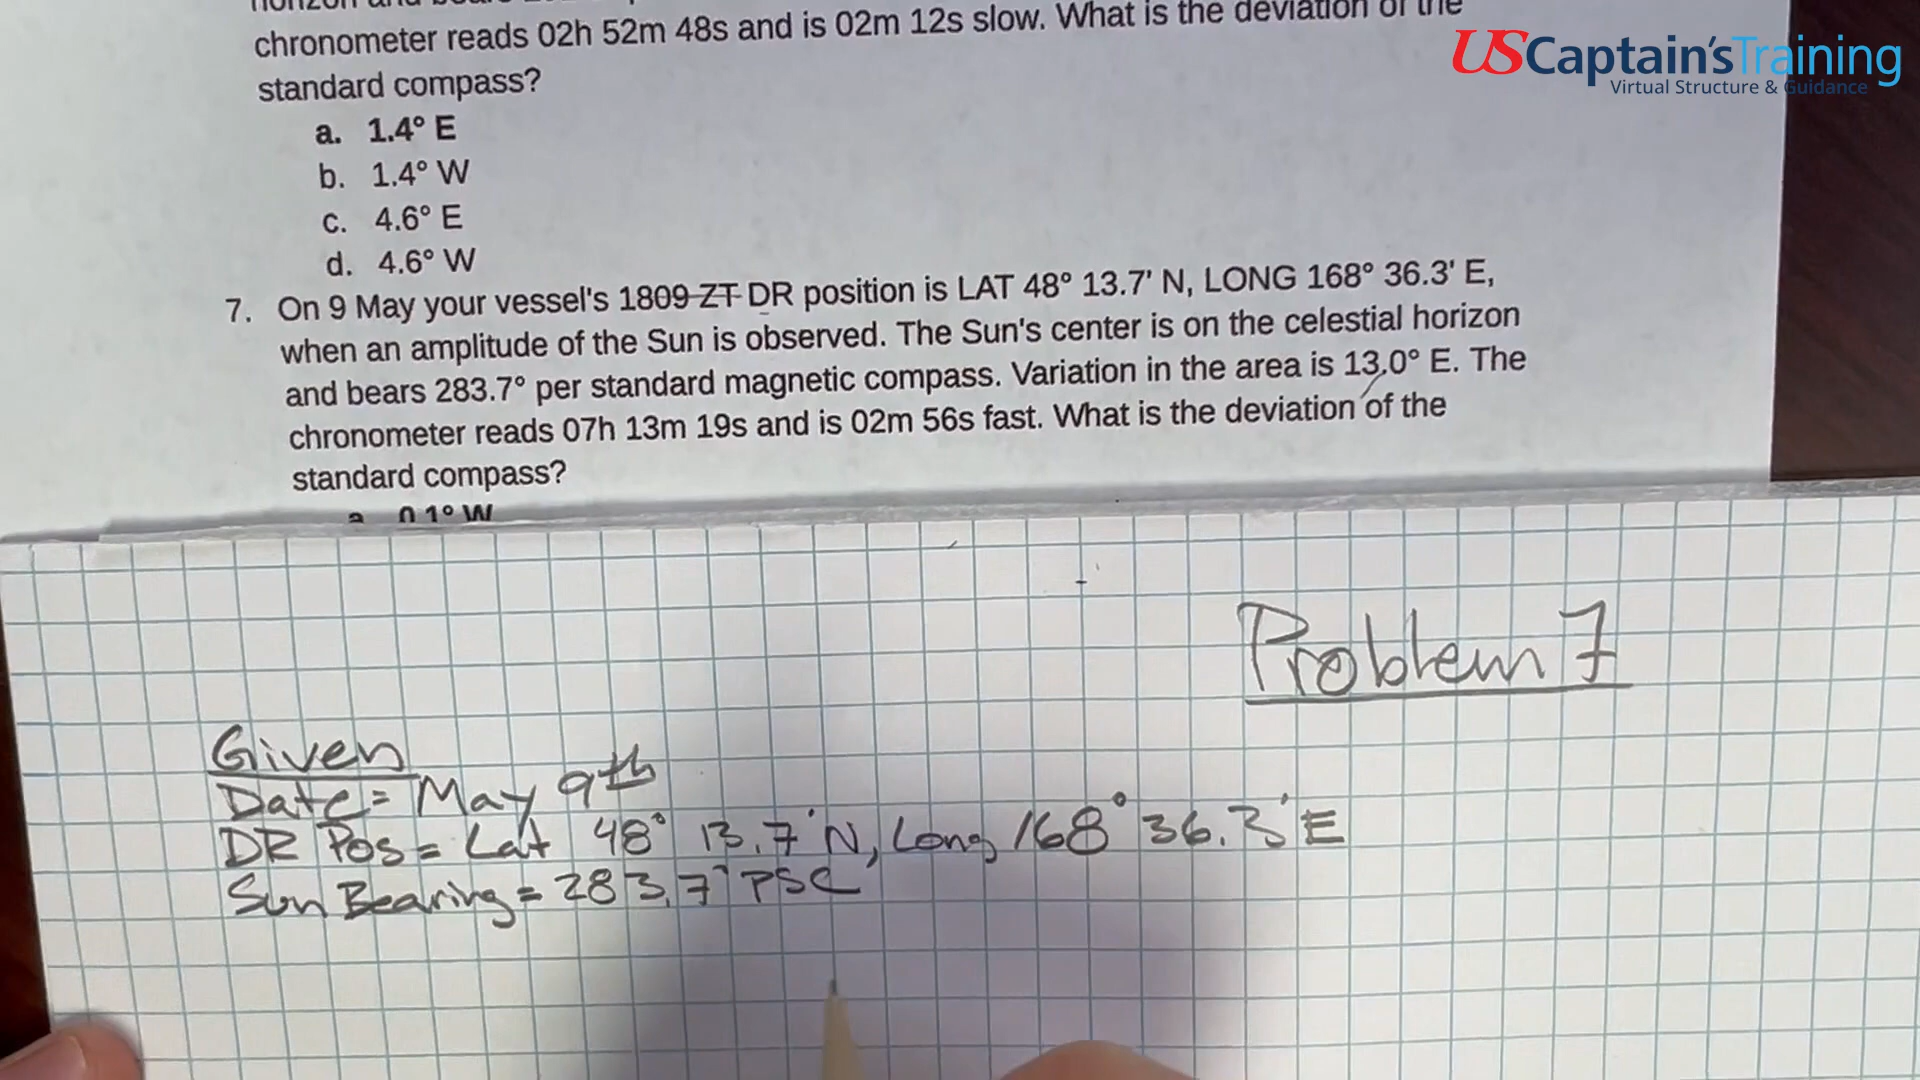 chronometer reads 02h 52m 48s and is 02m 12s slow. What is the deviation of the
standard compass?
a. 1.4° E
b. 1.4° W
c. 4.6° E
d. 4.6° W
7. On 9 May your vessel's 1809 ZT DR position is LAT 48° 13.7' N, LONG 168° 36.3' E,
when an amplitude of the Sun is observed. The Sun's center is on the celestial horizon
and bears 283.7° per standard magnetic compass. Variation in the area is 13.0° E. The
chronometer reads 07h 13m 19s and is 02m 56s fast. What is the deviation of the
standard compass?
a 0.1° W
USCaptain'sTraining
Virtual Structure & Guidance
Problem 7
Given
Date = May 9th
DR Pos = Lat 48° 13.7' N, Long 168° 36.3' E
Sun Bearing = 283.7° PSC